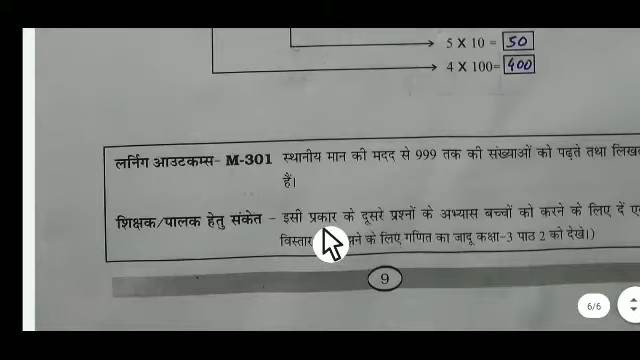 5 X 10 = 50
4 X 100= 400
लर्निग आउटकम्स- M-301 स्थानीय मान की मदद से 999 तक की संख्याओं को पढ़ते तथा
हैं।
शिक्षक/पालक हेतु संकेत - इसी प्रकार के दूसरे प्रश्नों के अभ्यास बच्चों को करने के लिए दें
विस्तार के लिए गणित का जादू कक्षा-3 पाठ 2 को देखे।)
9
6/6